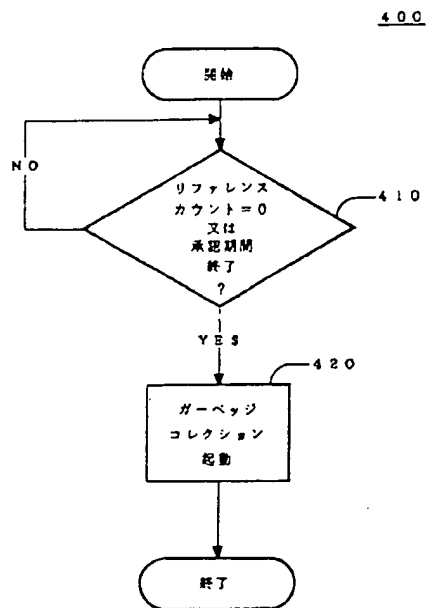 400
開始
NO
リファレンス
カウント=0
又は
承認期間
終了
?
410
YES
420
ガーベッジ
コレクション
起動
終了